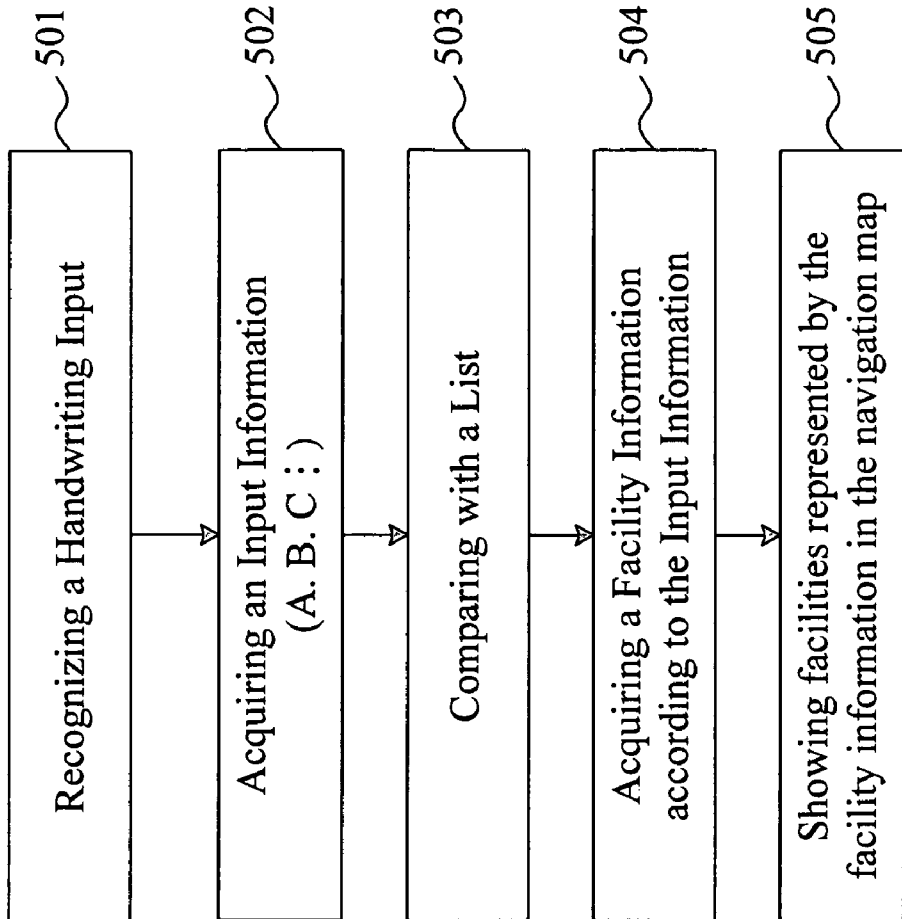 Recognizing a Handwriting Input
501
Acquiring an Input Information
(A. B. C ⋮ )
502
Comparing with a List
503
Acquiring a Facility Information
according to the Input Information
504
Showing facilities represented by the
facility information in the navigation map
505